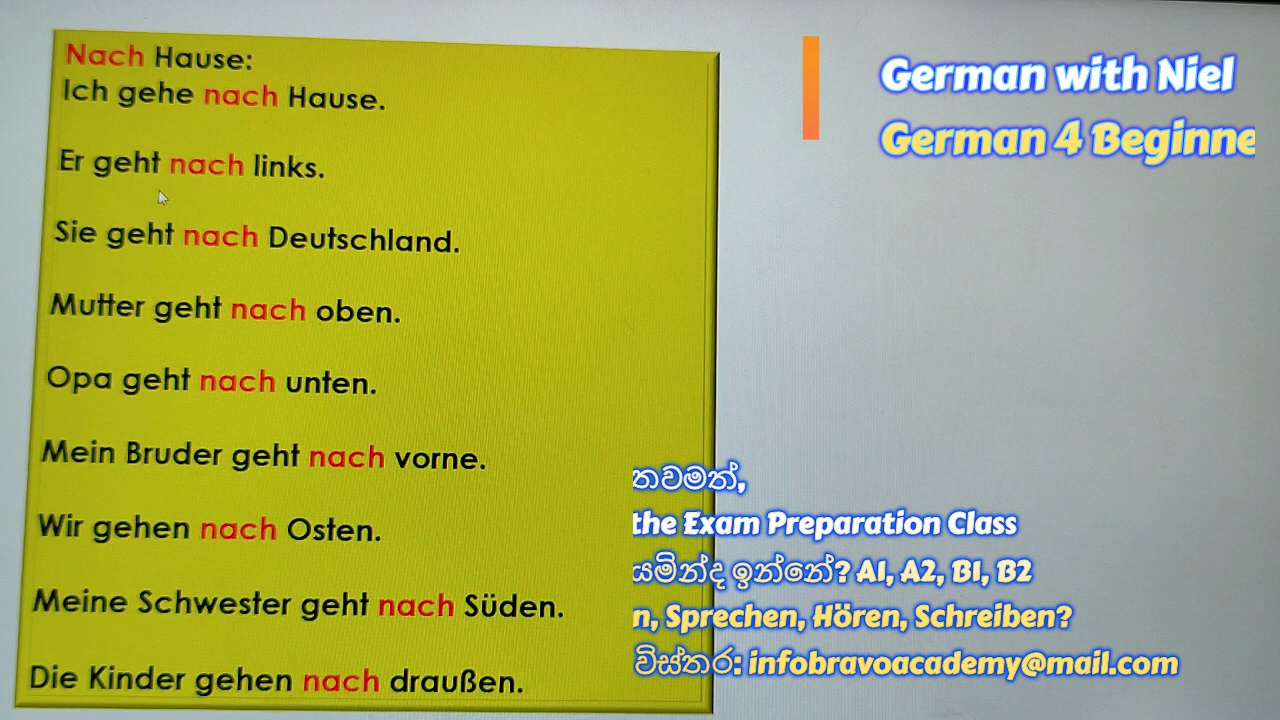 Nach Hause:
Ich gehe nach Hause.
Er geht nach links.
Sie geht nach Deutschland.
Mutter geht nach oben.
Opa geht nach unten.
Mein Bruder geht nach vorne.
Wir gehen nach Osten.
Meine Schwester geht nach Süden.
Die Kinder gehen nach draußen.
German with Niel
German 4 Beginne
තවමත්,
the Exam Preparation Class
යමින්ද ඉන්නේ? A1, A2, B1, B2
n, Sprechen, Hören, Schreiben?
විස්තර: infobravoacademy@mail.com